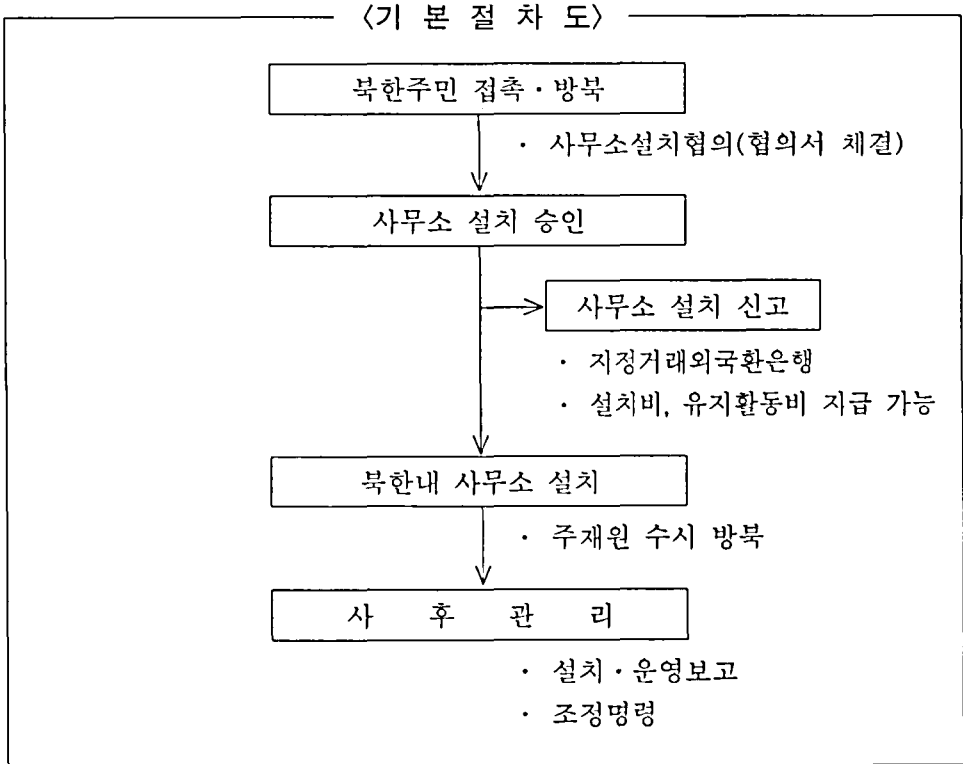 〈기 본 절 차 도〉
북한주민 접촉·방북
· 사무소설치협의(협의서 체결)
사무소 설치 승인
사무소 설치 신고
· 지정거래외국환은행
· 설치비, 유지활동비 지급 가능
북한내 사무소 설치
· 주재원 수시 방북
사 후 관 리
· 설치·운영보고
· 조정명령